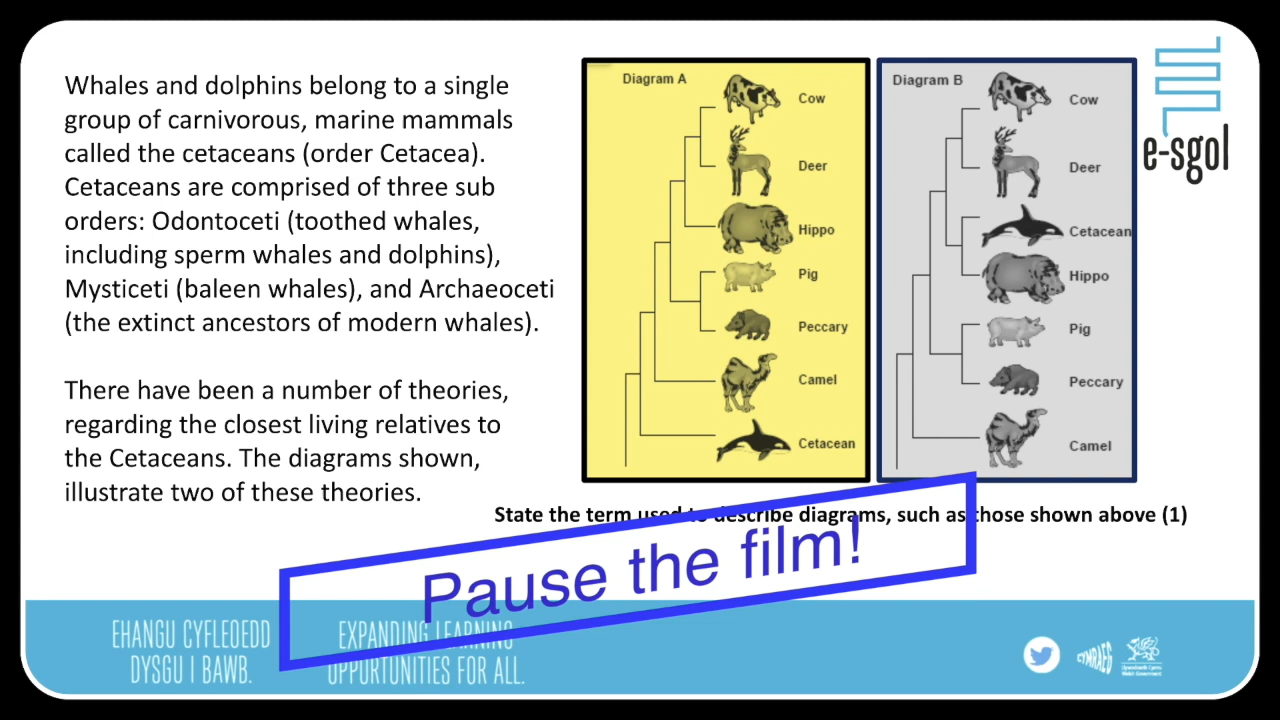 Whales and dolphins belong to a single
group of carnivorous, marine mammals
called the cetaceans (order Cetacea).
Cetaceans are comprised of three sub
orders: Odontoceti (toothed whales,
including sperm whales and dolphins),
Mysticeti (baleen whales), and Archaeoceti
(the extinct ancestors of modern whales).
There have been a number of theories,
regarding the closest living relatives to
the Cetaceans. The diagrams shown,
illustrate two of these theories.
Diagram A
Cow
Deer
Hippo
Pig
Peccary
Camel
Cetacean
Diagram B
Cow
Deer
Cetacean
Hippo
Pig
Peccary
Camel
e-sgol
State the term used to describe diagrams, such as those shown above (1)
Pause the film!
EHANGU CYFLEOEDD
DYSGU I BAWB.
EXPANDING LEARNING
OPPORTUNITIES FOR ALL.
CYMRAEG